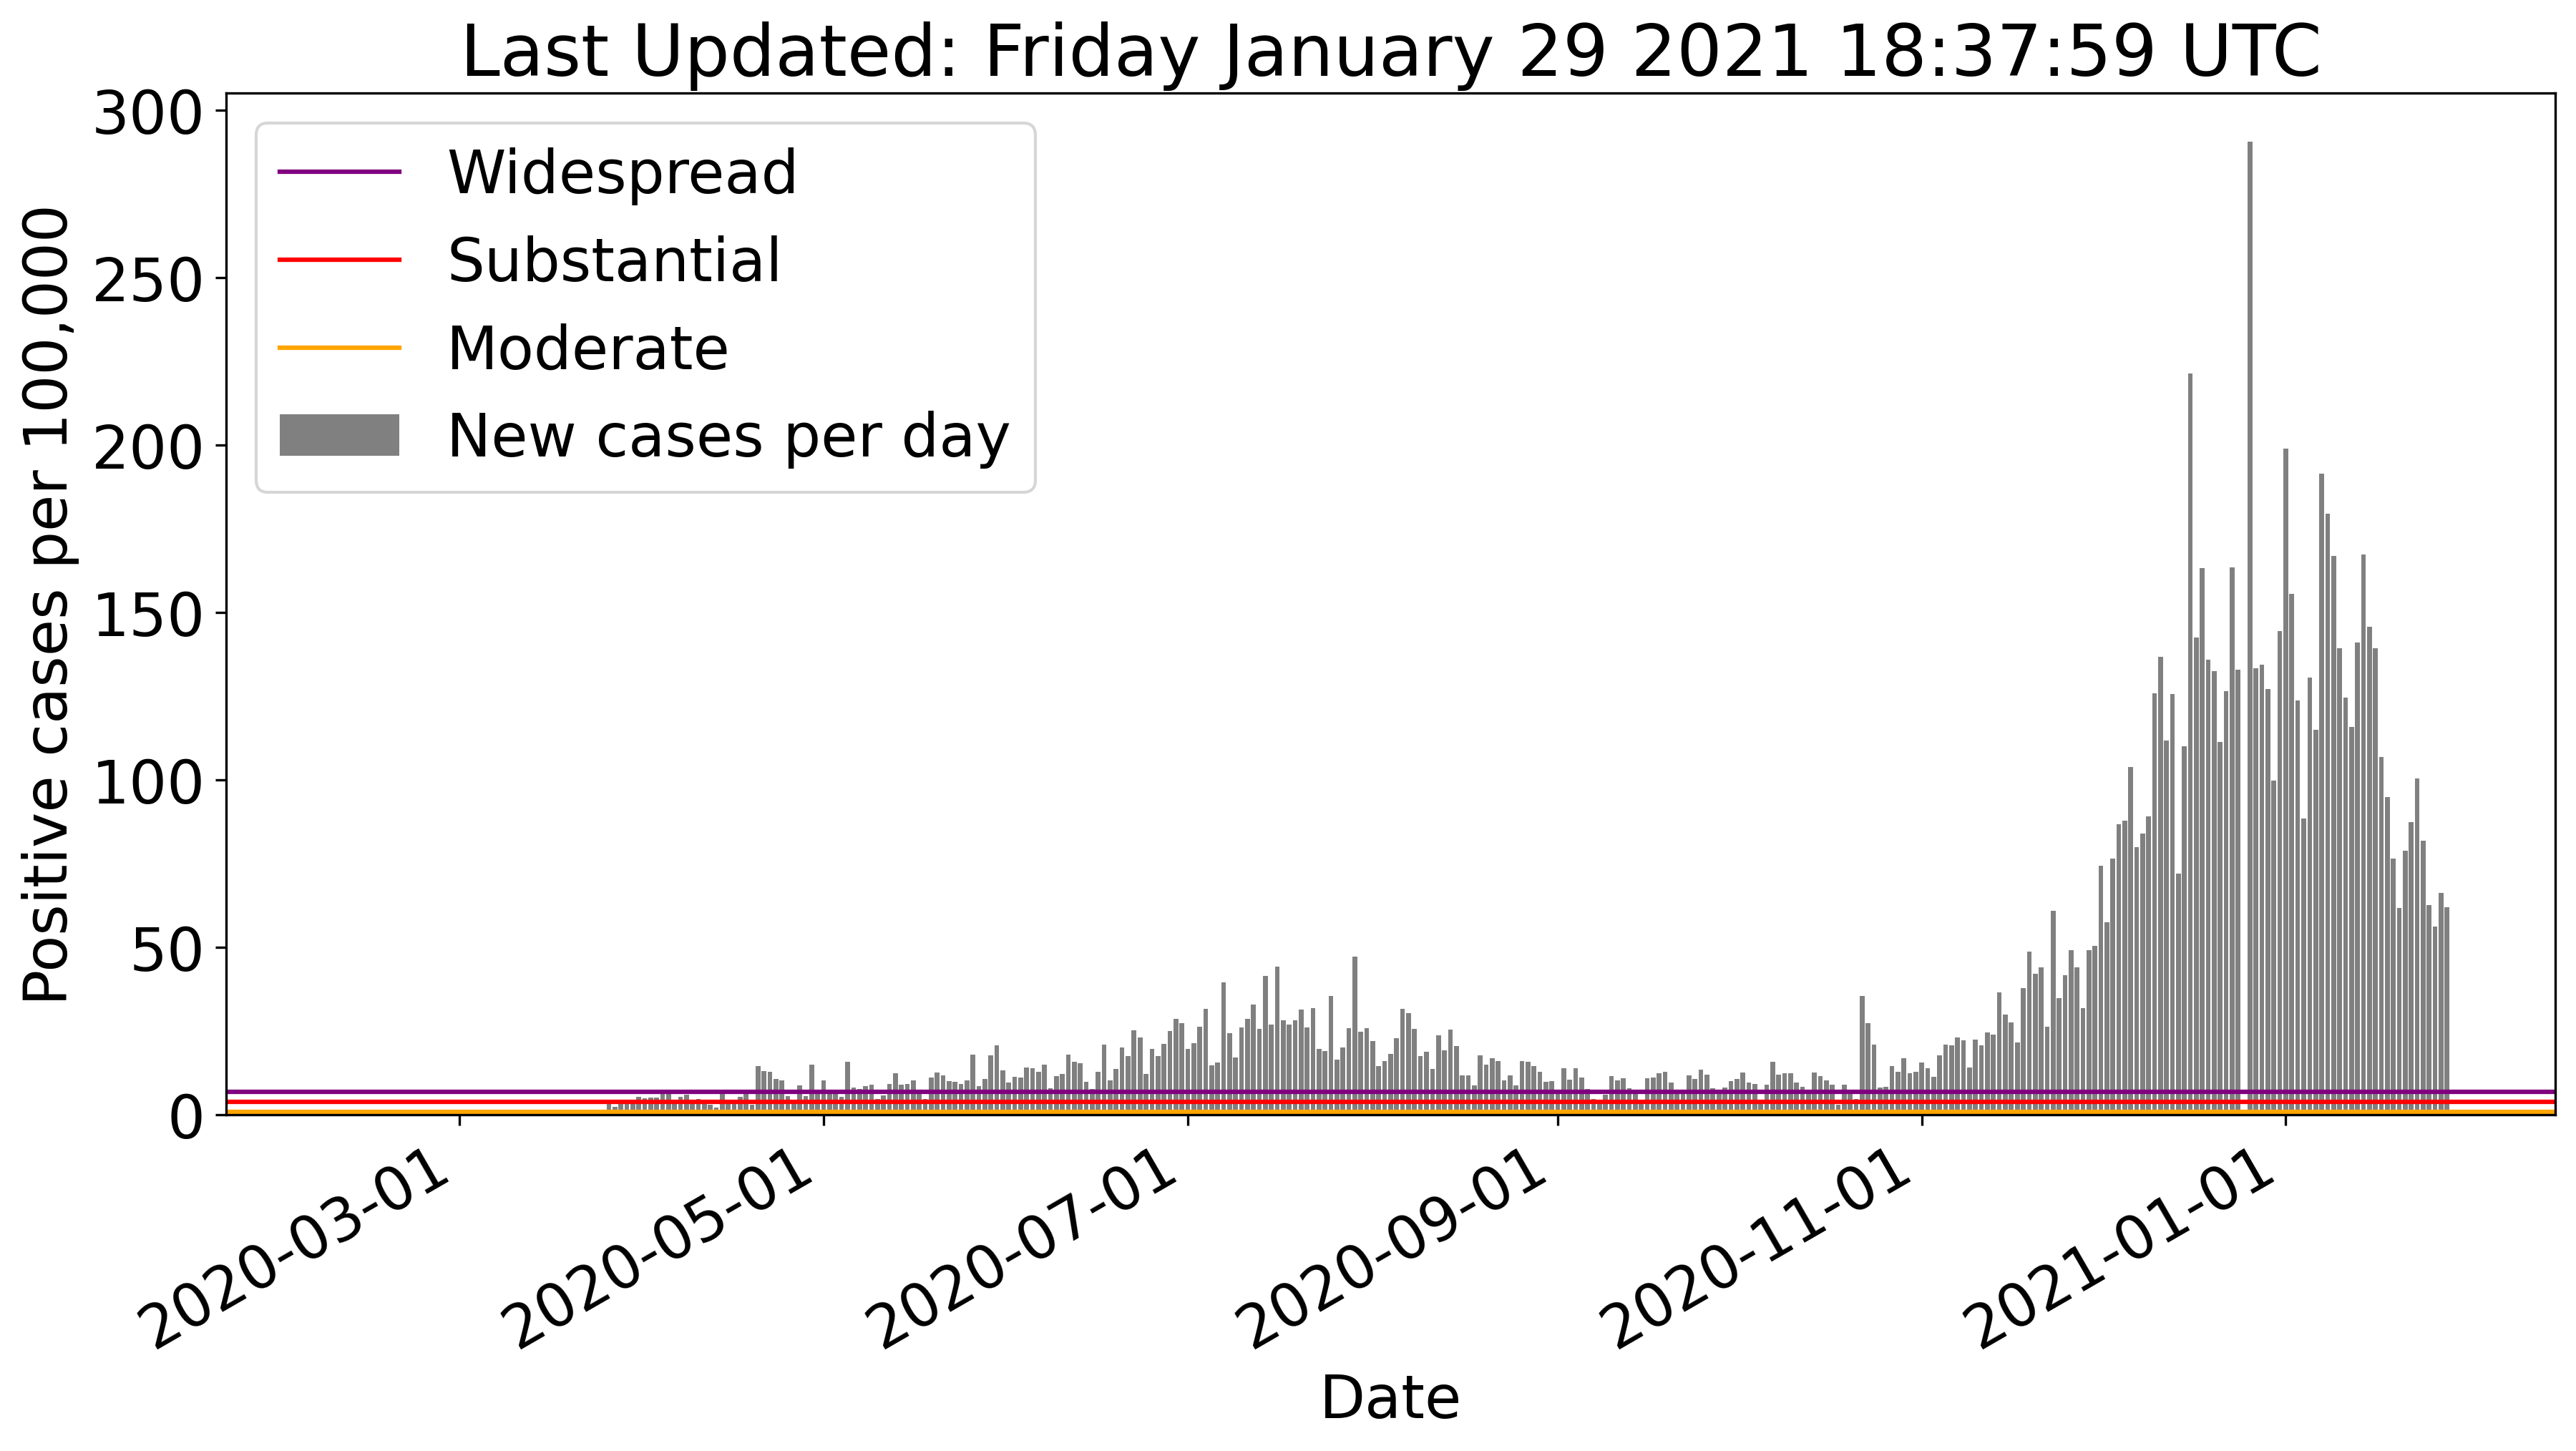 Last Updated: Friday January 29 2021 18:37:59 UTC
Positive cases per 100,000
300
250
200
150
100
50
0
Widespread
Substantial
Moderate
New cases per day
2020-03-01
2020-05-01
2020-07-01
2020-09-01
2020-11-01
2021-01-01
Date